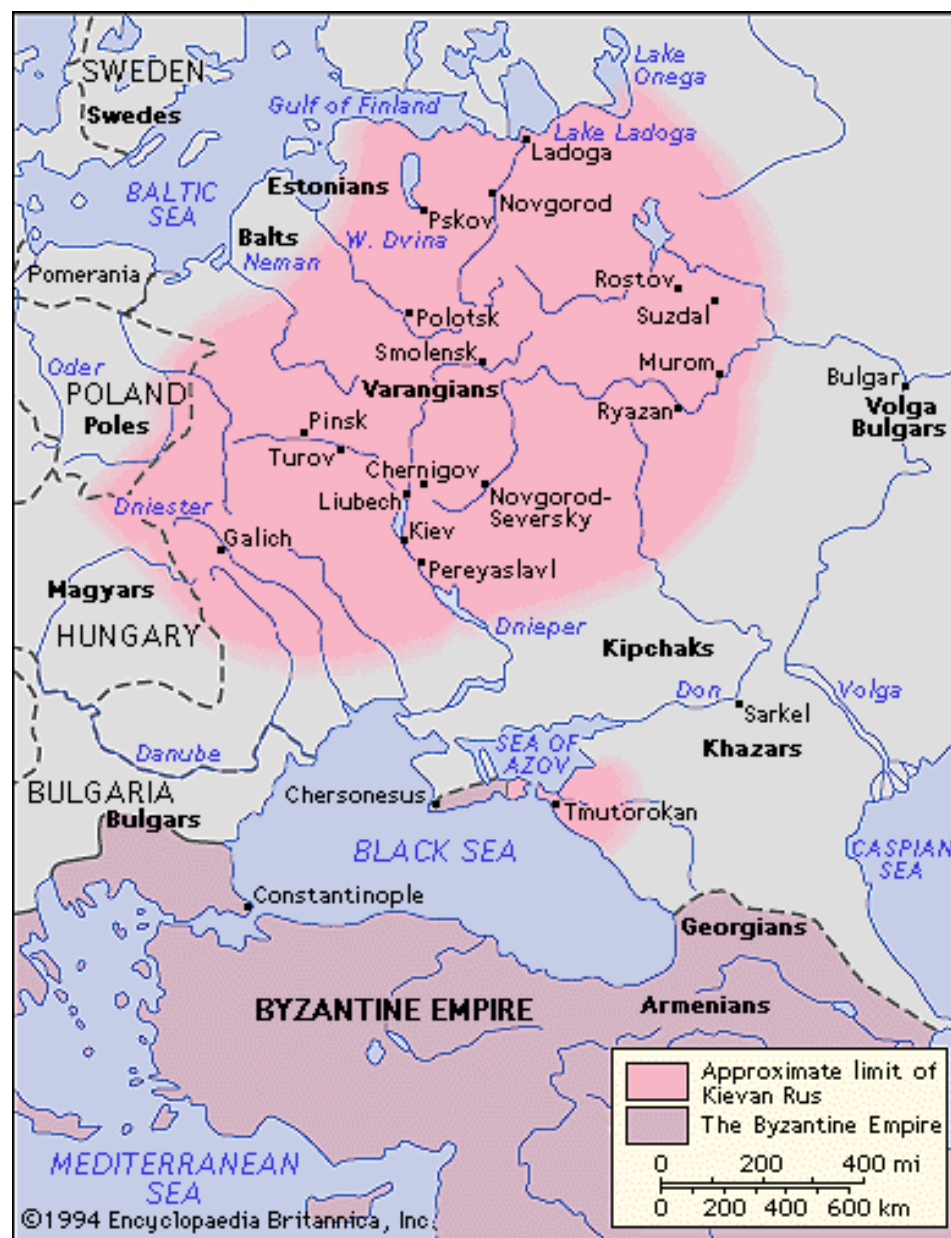 SWEDEN
Swedes
Lake
Onega
Gulf of Finland
Lake Ladoga
Ladoga
BALTIC
SEA
Estonians
Novgorod
Pskov
Balts
W. Dvina
Neman
Pomerania
Rostov
Suzdal
Polotsk
Smolensk
Murom
Oder
POLAND
Poles
Varangians
Bulgar
Volga
Bulgars
Ryazan
Pinsk
Turov
Chernigov
Liubech
Novgorod-
Seversky
Dniester
Galich
Kiev
Pereyaslavl
Magyars
HUNGARY
Dnieper
Kipchaks
Don
Volga
Sarkel
Khazars
SEA OF
AZOV
Danube
BULGARIA
Bulgars
Chersonesus
Tmutorokan
BLACK SEA
CASPIAN
SEA
Constantinople
Georgians
BYZANTINE EMPIRE
Armenians
Approximate limit of
Kievan Rus
The Byzantine Empire
0 200 400 mi
0 200 400 600 km
MEDITERRANEAN
SEA
©1994 Encyclopaedia Britannica, Inc.